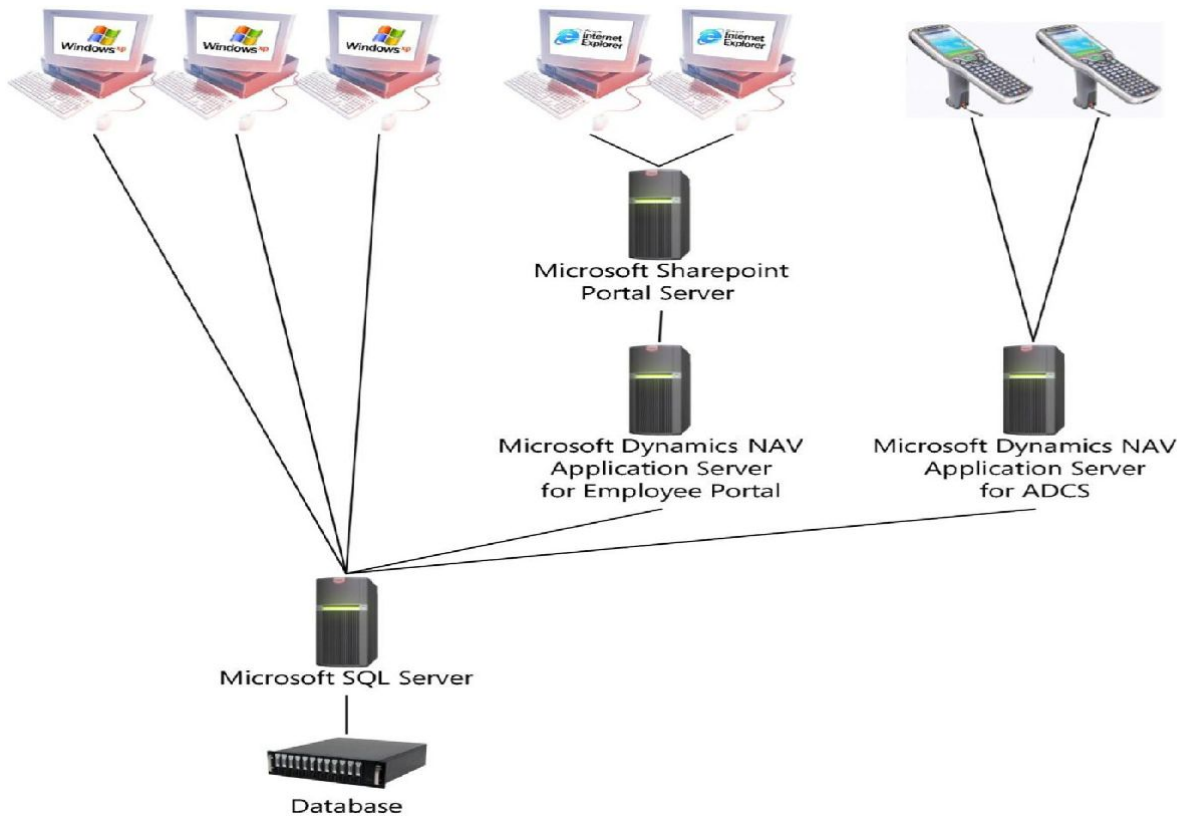 Windows xp
Windows xp
Windows xp
Internet
Explorer
Internet
Explorer
Microsoft Sharepoint
Portal Server
Microsoft Dynamics NAV
Application Server
for Employee Portal
Microsoft Dynamics NAV
Application Server
for ADCS
Microsoft SQL Server
Database